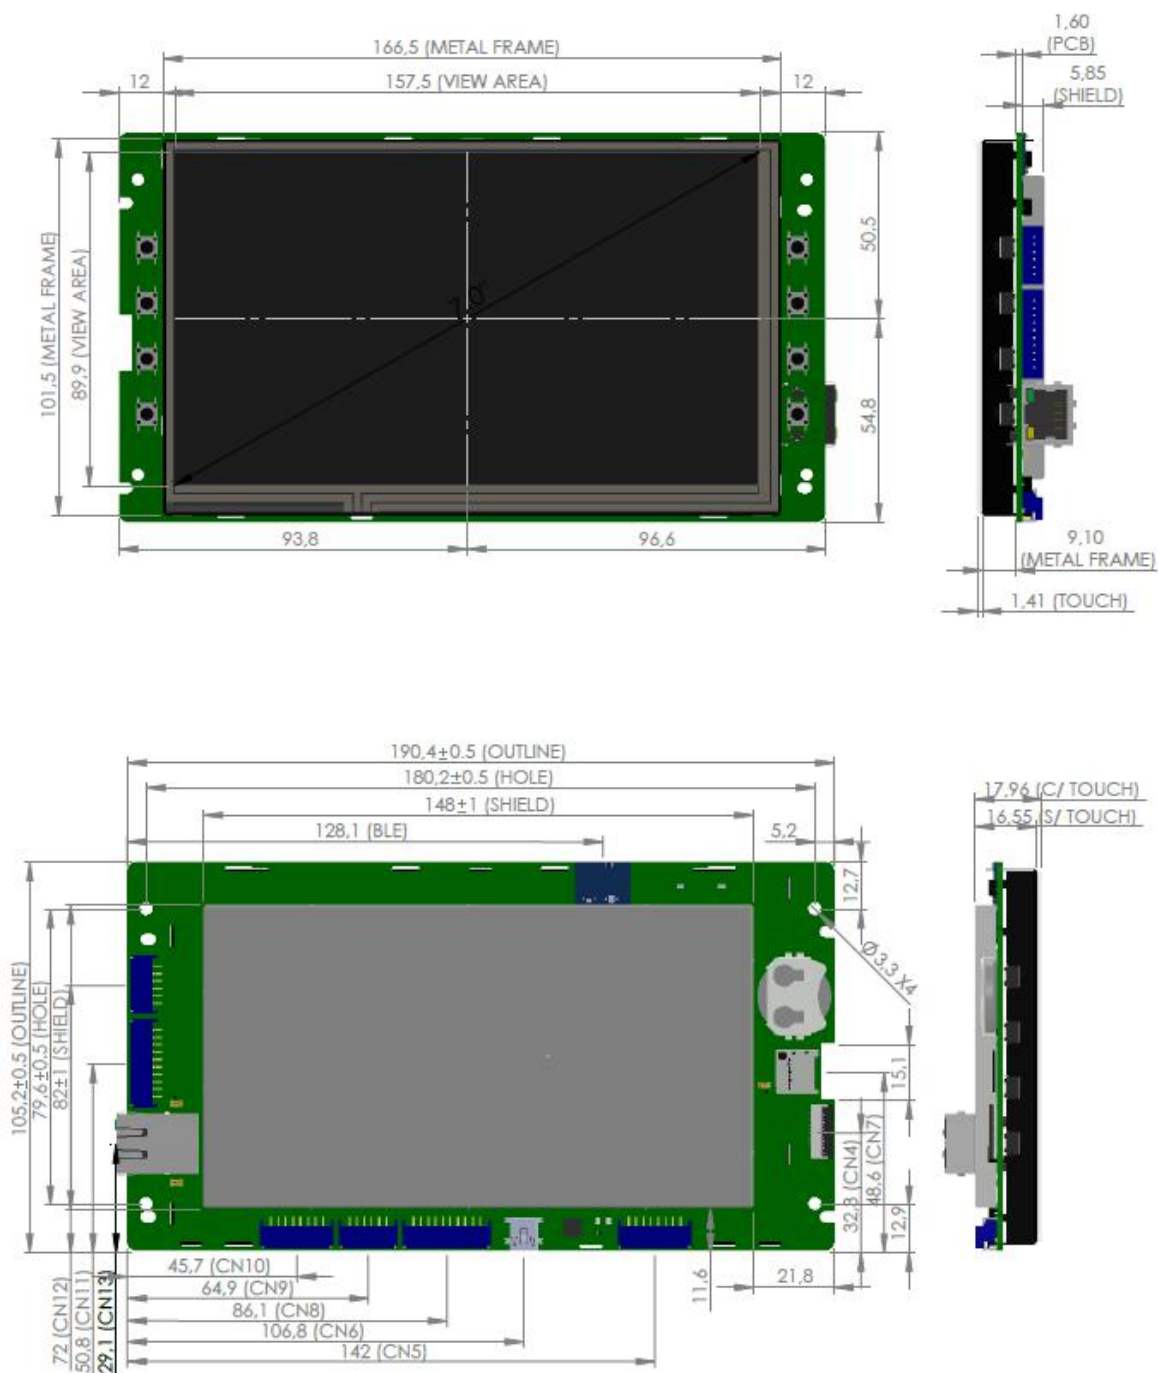 1,60
(PCB)
166,5 (METAL FRAME)
12
157,5 (VIEW AREA)
12
5,85
(SHIELD)
101,5 (METAL FRAME)
89,9 (VIEW AREA)
7.0"
50,5
54,8
93,8
96,6
9,10
(METAL FRAME)
1,41 (TOUCH)
190,4±0.5 (OUTLINE)
180,2±0.5 (HOLE)
148±1 (SHIELD)
128,1 (BLE)
5,2
17,96 (C/ TOUCH)
16,55 (S/ TOUCH)
12,7
Ø3,3 X4
105,2±0.5 (OUTLINE)
79,6±0.5 (HOLE)
82±1 (SHIELD)
15,1
32,8 (CN4)
48,6 (CN7)
12,9
45,7 (CN10)
64,9 (CN9)
86,1 (CN8)
106,8 (CN6)
142 (CN5)
11,6
21,8
72 (CN12)
50,8 (CN11)
29,1 (CN13)